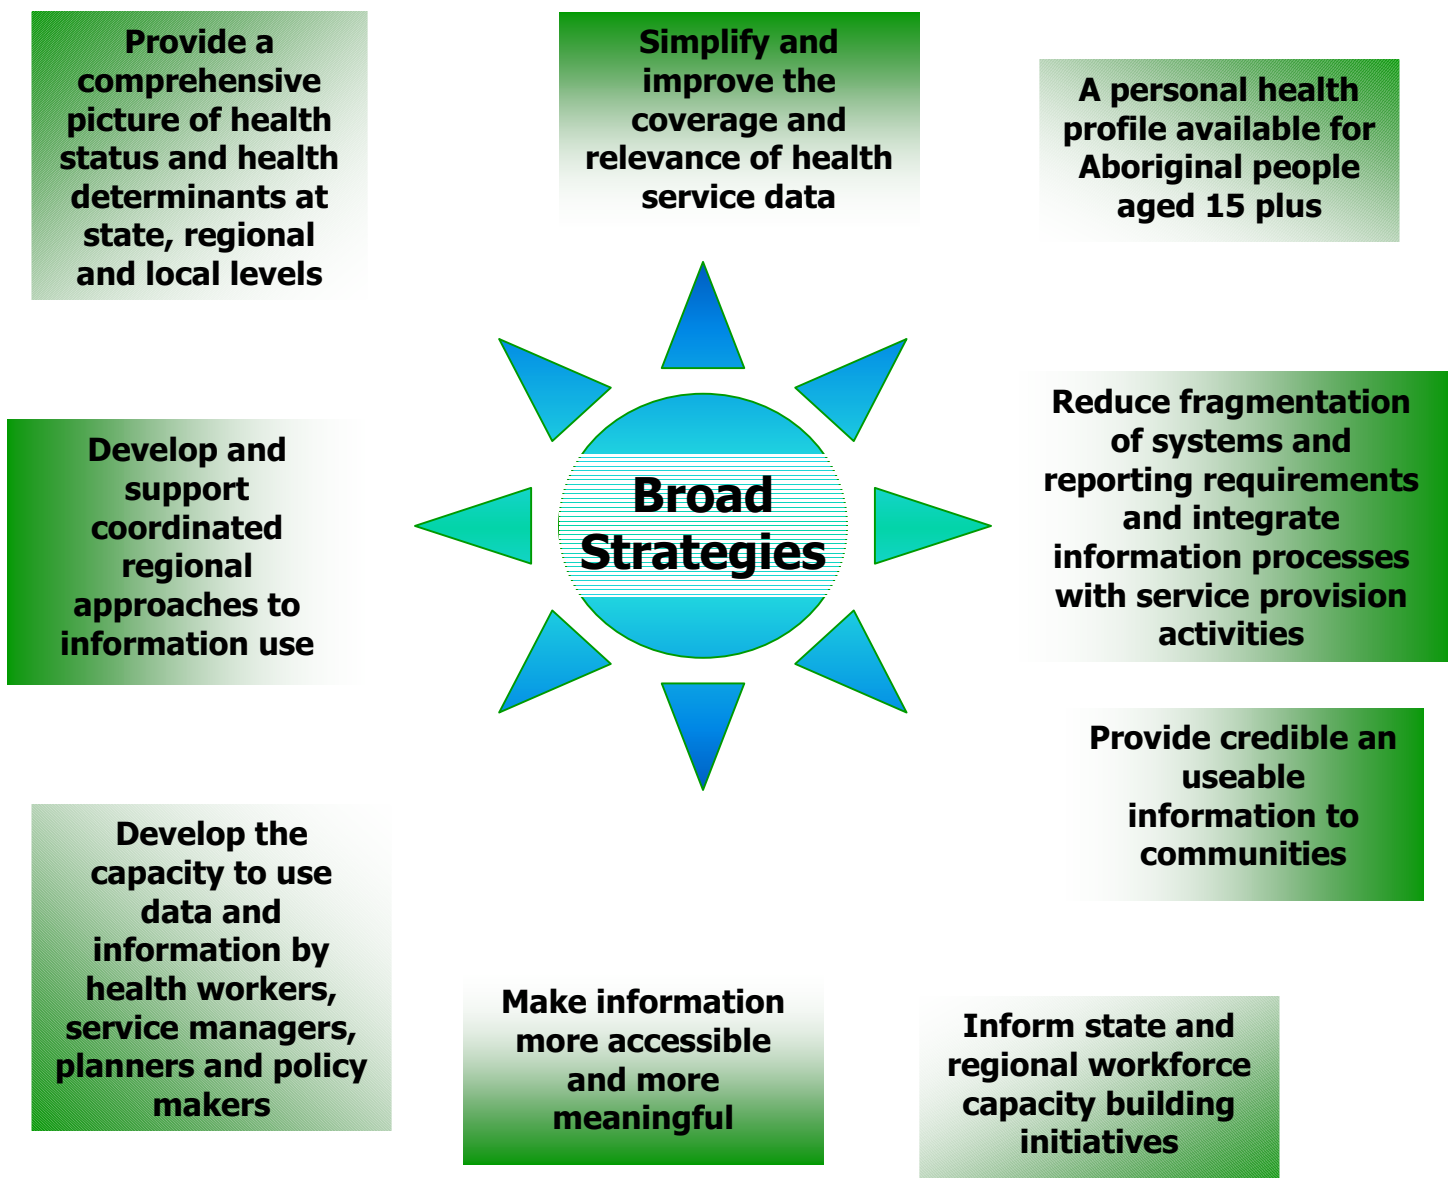 Provide a
comprehensive
picture of health
status and health
determinants at
state, regional
and local levels
Simplify and
improve the
coverage and
relevance of health
service data
A personal health
profile available for
Aboriginal people
aged 15 plus
Develop and
support
coordinated
regional
approaches to
information use
Broad
Strategies
Reduce fragmentation
of systems and
reporting requirements
and integrate
information processes
with service provision
activities
Provide credible an
useable
information to
communities
Develop the
capacity to use
data and
information by
health workers,
service managers,
planners and policy
makers
Make information
more accessible
and more
meaningful
Inform state and
regional workforce
capacity building
initiatives